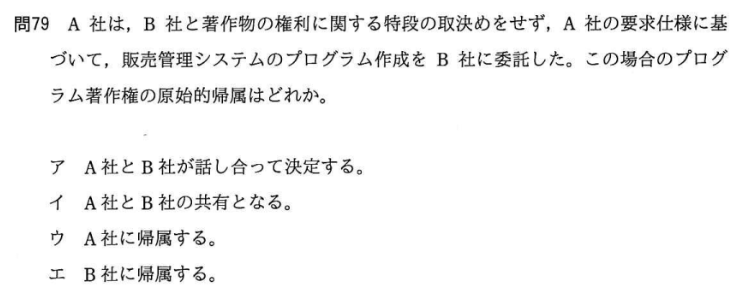 問79 A 社は，B 社と著作物の権利に関する特段の取決めをせず，A 社の要求仕様に基
づいて，販売管理システムのプログラム作成を B 社に委託した。この場合のプログ
ラム著作権の原始的帰属はどれか。
ア A 社と B 社が話し合って決定する。
イ A 社と B 社の共有となる。
ウ A 社に帰属する。
エ B 社に帰属する。